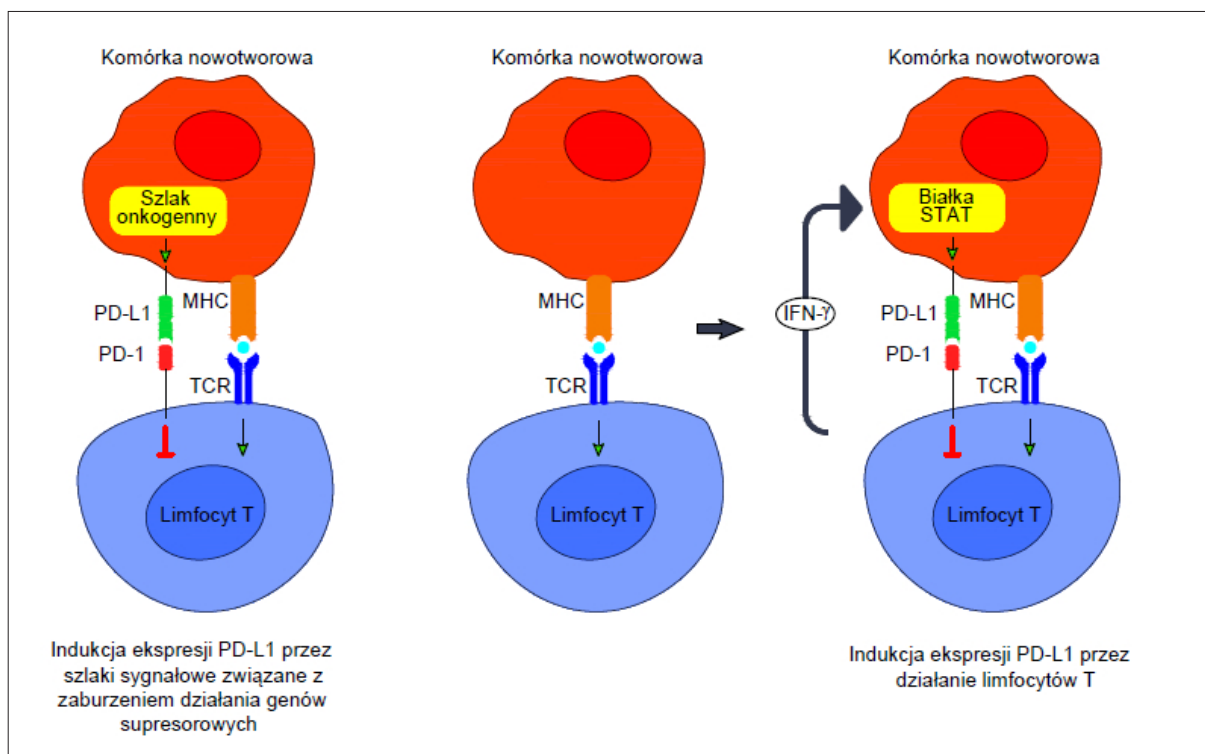 Komórka nowotworowa
Szlak
onkogenny
PD-L1
MHC
PD-1
TCR
Limfocyt T
Indukcja ekspresji PD-L1 przez
szlaki sygnałowe związane z
zaburzeniem działania genów
supresorowych
Komórka nowotworowa
MHC
TCR
Limfocyt T
IFN-γ
Komórka nowotworowa
Białka
STAT
PD-L1
MHC
PD-1
TCR
Limfocyt T
Indukcja ekspresji PD-L1 przez
działanie limfocytów T